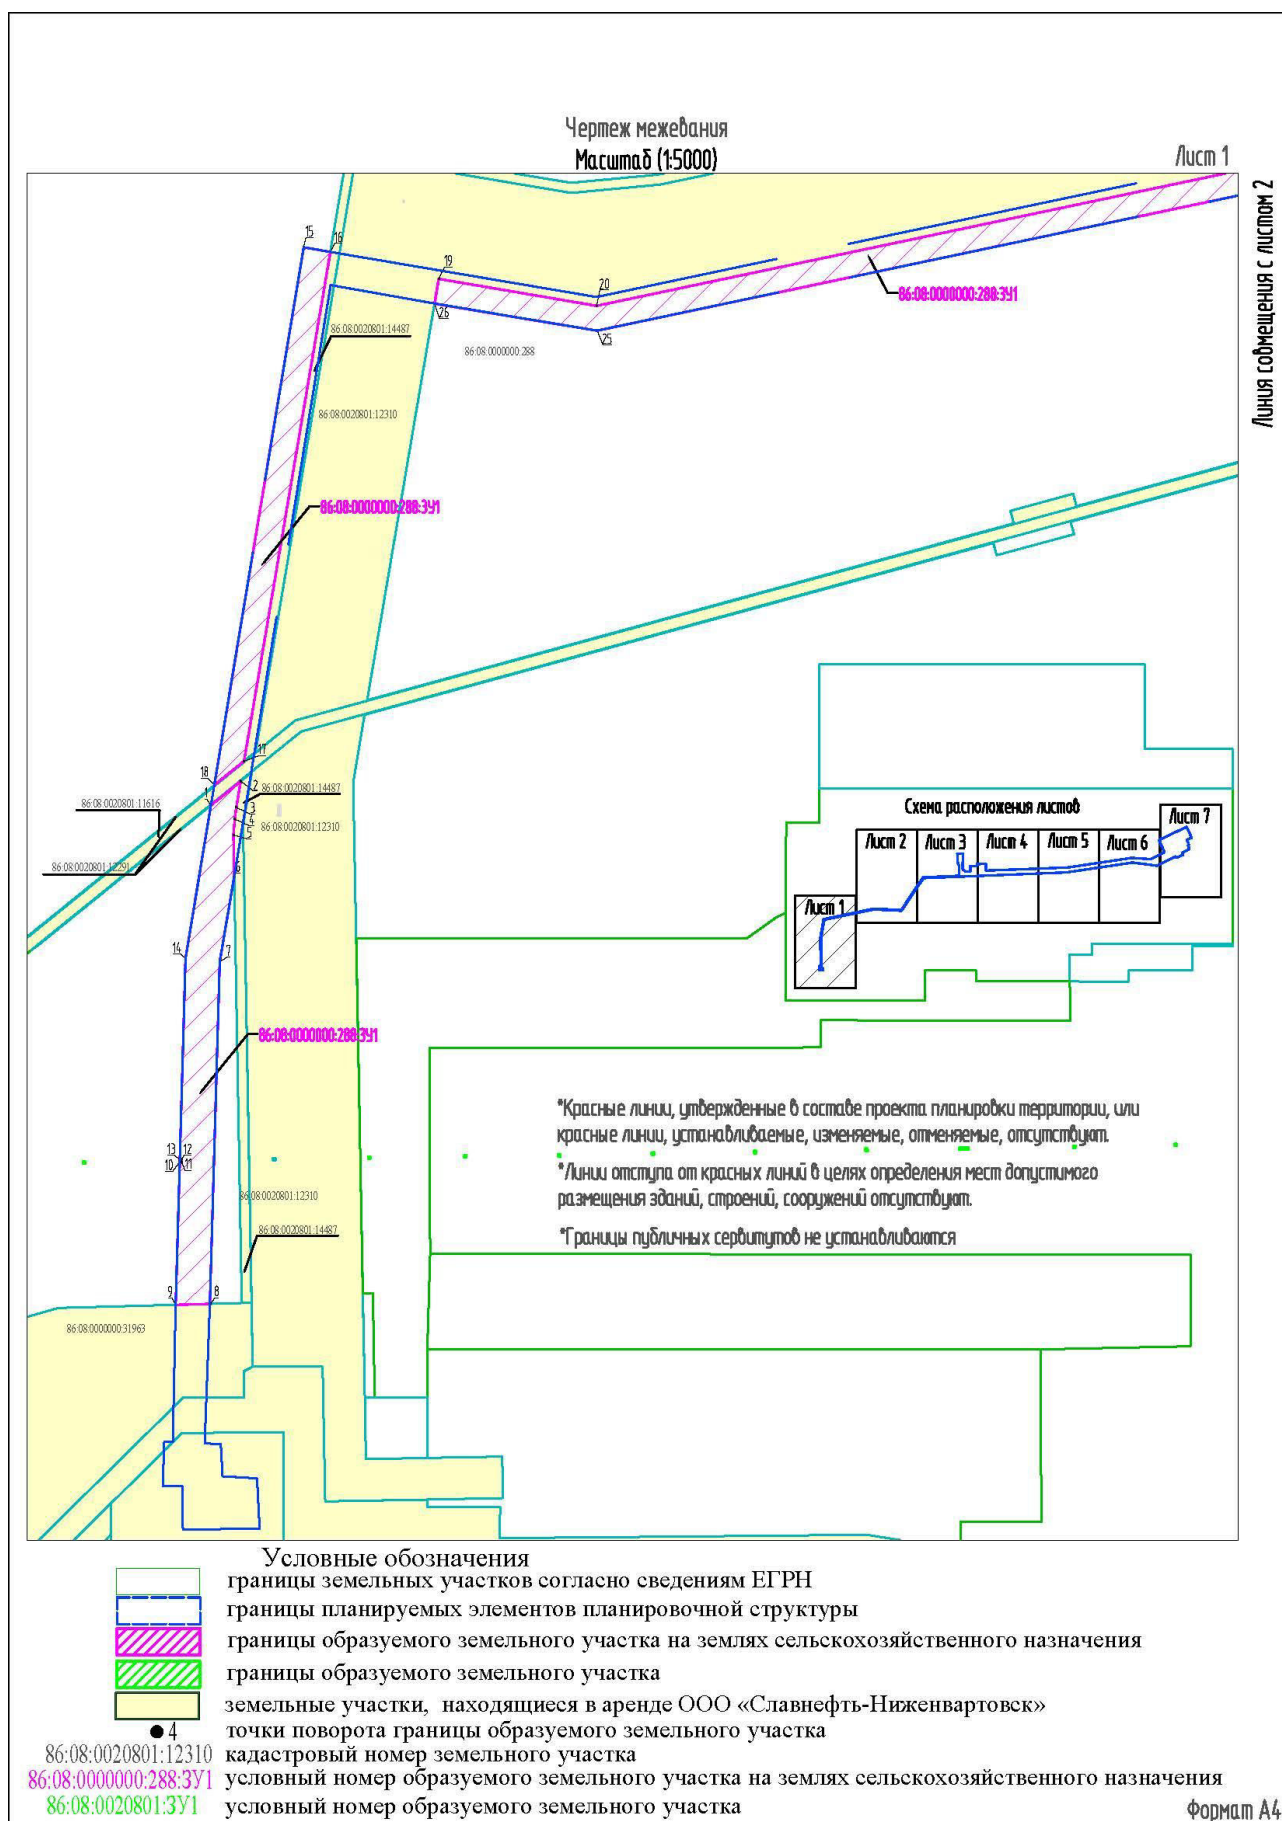 Чертеж межевания
Масштаб (1:5000)
Лист 1
Линия совмещения с листом 2
15
16
19
20
86:08:0000000:288:ЗУ1
26
25
86:08:0020801:14487
86:08:0000000:288
86:08:0020801:12310
86:08:0000000:288:ЗУ1
17
18
1
2
86:08:0020801:14487
86:08:0020801:11616
3
4
5
86:08:0020801:12310
6
86:08:0020801:12291
Схема расположения листов
Лист 7
Лист 2
Лист 3
Лист 4
Лист 5
Лист 6
Лист 1
14
7
86:08:0000000:288:ЗУ1
*Красные линии, утвержденные в составе проекта планировки территории, или
красные линии, устанавливаемые, изменяемые, отменяемые, отсутствуют.
13
12
10
11
*Линии отступа от красных линий в целях определения мест допустимого
размещения зданий, строений, сооружений отсутствуют.
86:08:0020801:12310
86:08:0020801:14487
*Границы публичных сервитутов не устанавливаются
9
8
86:08:0000000:31963
Условные обозначения
границы земельных участков согласно сведениям ЕГРН
границы планируемых элементов планировочной структуры
границы образуемого земельного участка на землях сельскохозяйственного назначения
границы образуемого земельного участка
земельные участки, находящиеся в аренде ООО «Славнефть-Ниженвартовск»
4 точки поворота границы образуемого земельного участка
86:08:0020801:12310 кадастровый номер земельного участка
86:08:0000000:288:ЗУ1 условный номер образуемого земельного участка на землях сельскохозяйственного назначения
86:08:0020801:ЗУ1 условный номер образуемого земельного участка
Формат А4